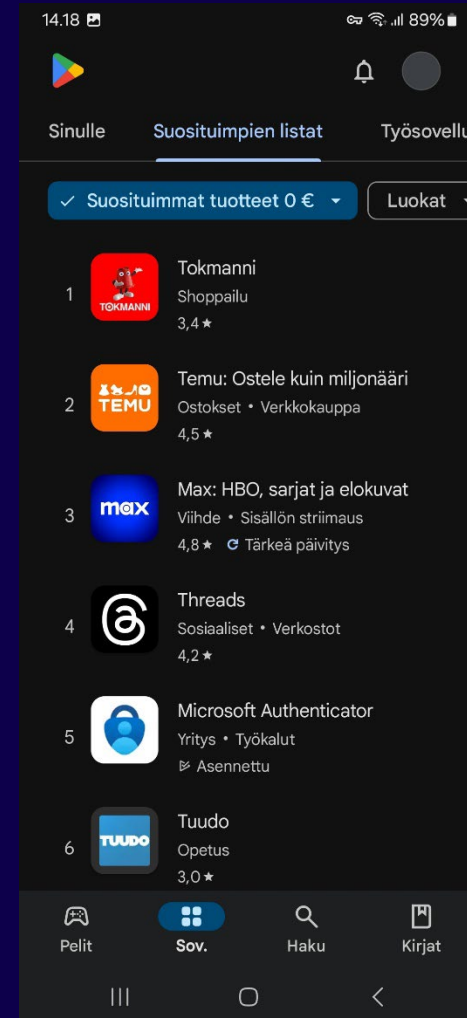 14.18
89%
Sinulle Suosituimpien listat Työsovellu
Suosituimmat tuotteet 0 € Luokat
1
TOKMANNI
Tokmanni
Shoppailu
3,4★
2
TEMU
Temu: Ostele kuin miljonääri
Ostokset • Verkkokauppa
4,5★
3
max
Max: HBO, sarjat ja elokuvat
Viihde • Sisällön striimaus
4,8★ Tärkeä päivitys
4
Threads
Sosiaaliset • Verkostot
4,2★
5
Microsoft Authenticator
Yritys • Työkalut
Asennettu
6
TUUDO
Tuudo
Opetus
3,0★
Pelit Sov. Haku Kirjat